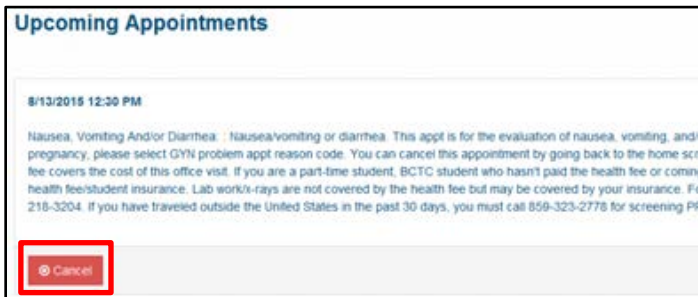 Upcoming Appointments
8/13/2015 12:30 PM
Nausea, Vomiting And/or Diarrhea: : Nausea/vomiting or diarrhea. This appt is for the evaluation of nausea, vomiting, and/
pregnancy, please select GYN problem appt reason code. You can cancel this appointment by going back to the home sc
fee covers the cost of this office visit. If you are a part-time student, BCTC student who hasn't paid the health fee or coming
health fee/student insurance. Lab work/x-rays are not covered by the health fee but may be covered by your insurance. Fo
218-3204. If you have traveled outside the United States in the past 30 days, you must call 859-323-2778 for screening PR
Cancel